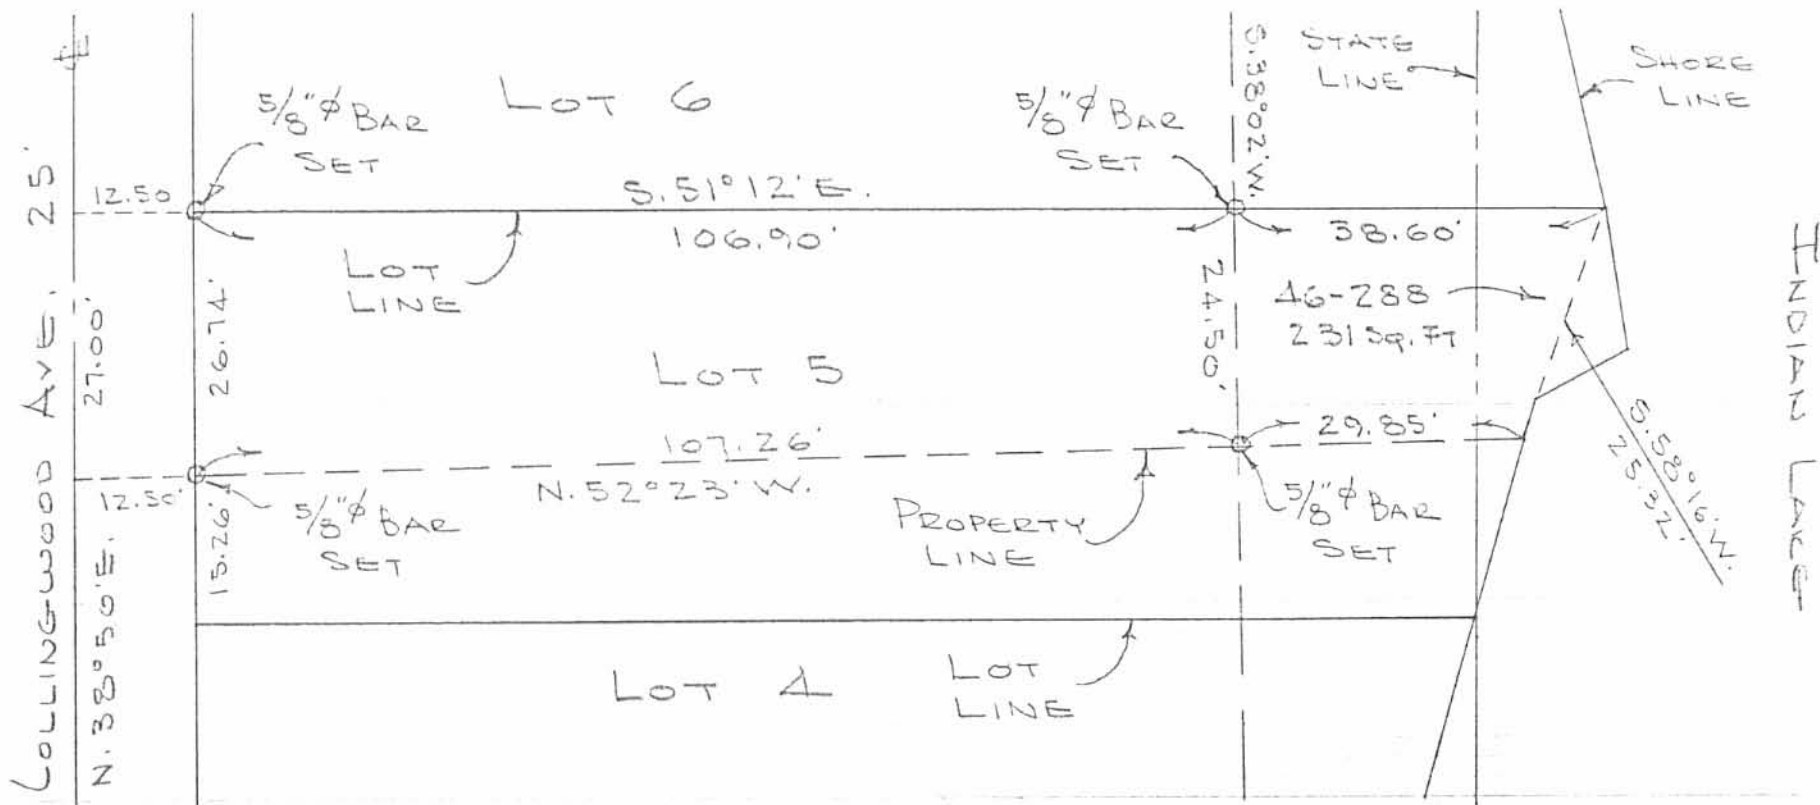 ℄
COLLINGWOOD AVE. 25'
N. 38°50'E. 27.00'
12.50
12.50'
26.74'
15.26'
5/8"ϕ BAR
SET
LOT 6
5/8"ϕ BAR
SET
S.38°02'W.
STATE
LINE
SHORE
LINE
S.51°12'E.
106.90'
38.60'
LOT
LINE
24.50'
46-288
231 Sq.FT
LOT 5
107.26'
N.52°23'W.
29.85'
S.58°16'W.
25.32'
5/8"ϕ BAR
SET
PROPERTY
LINE
5/8"ϕ BAR
SET
LOT 4
LOT
LINE
INDIAN LAKE